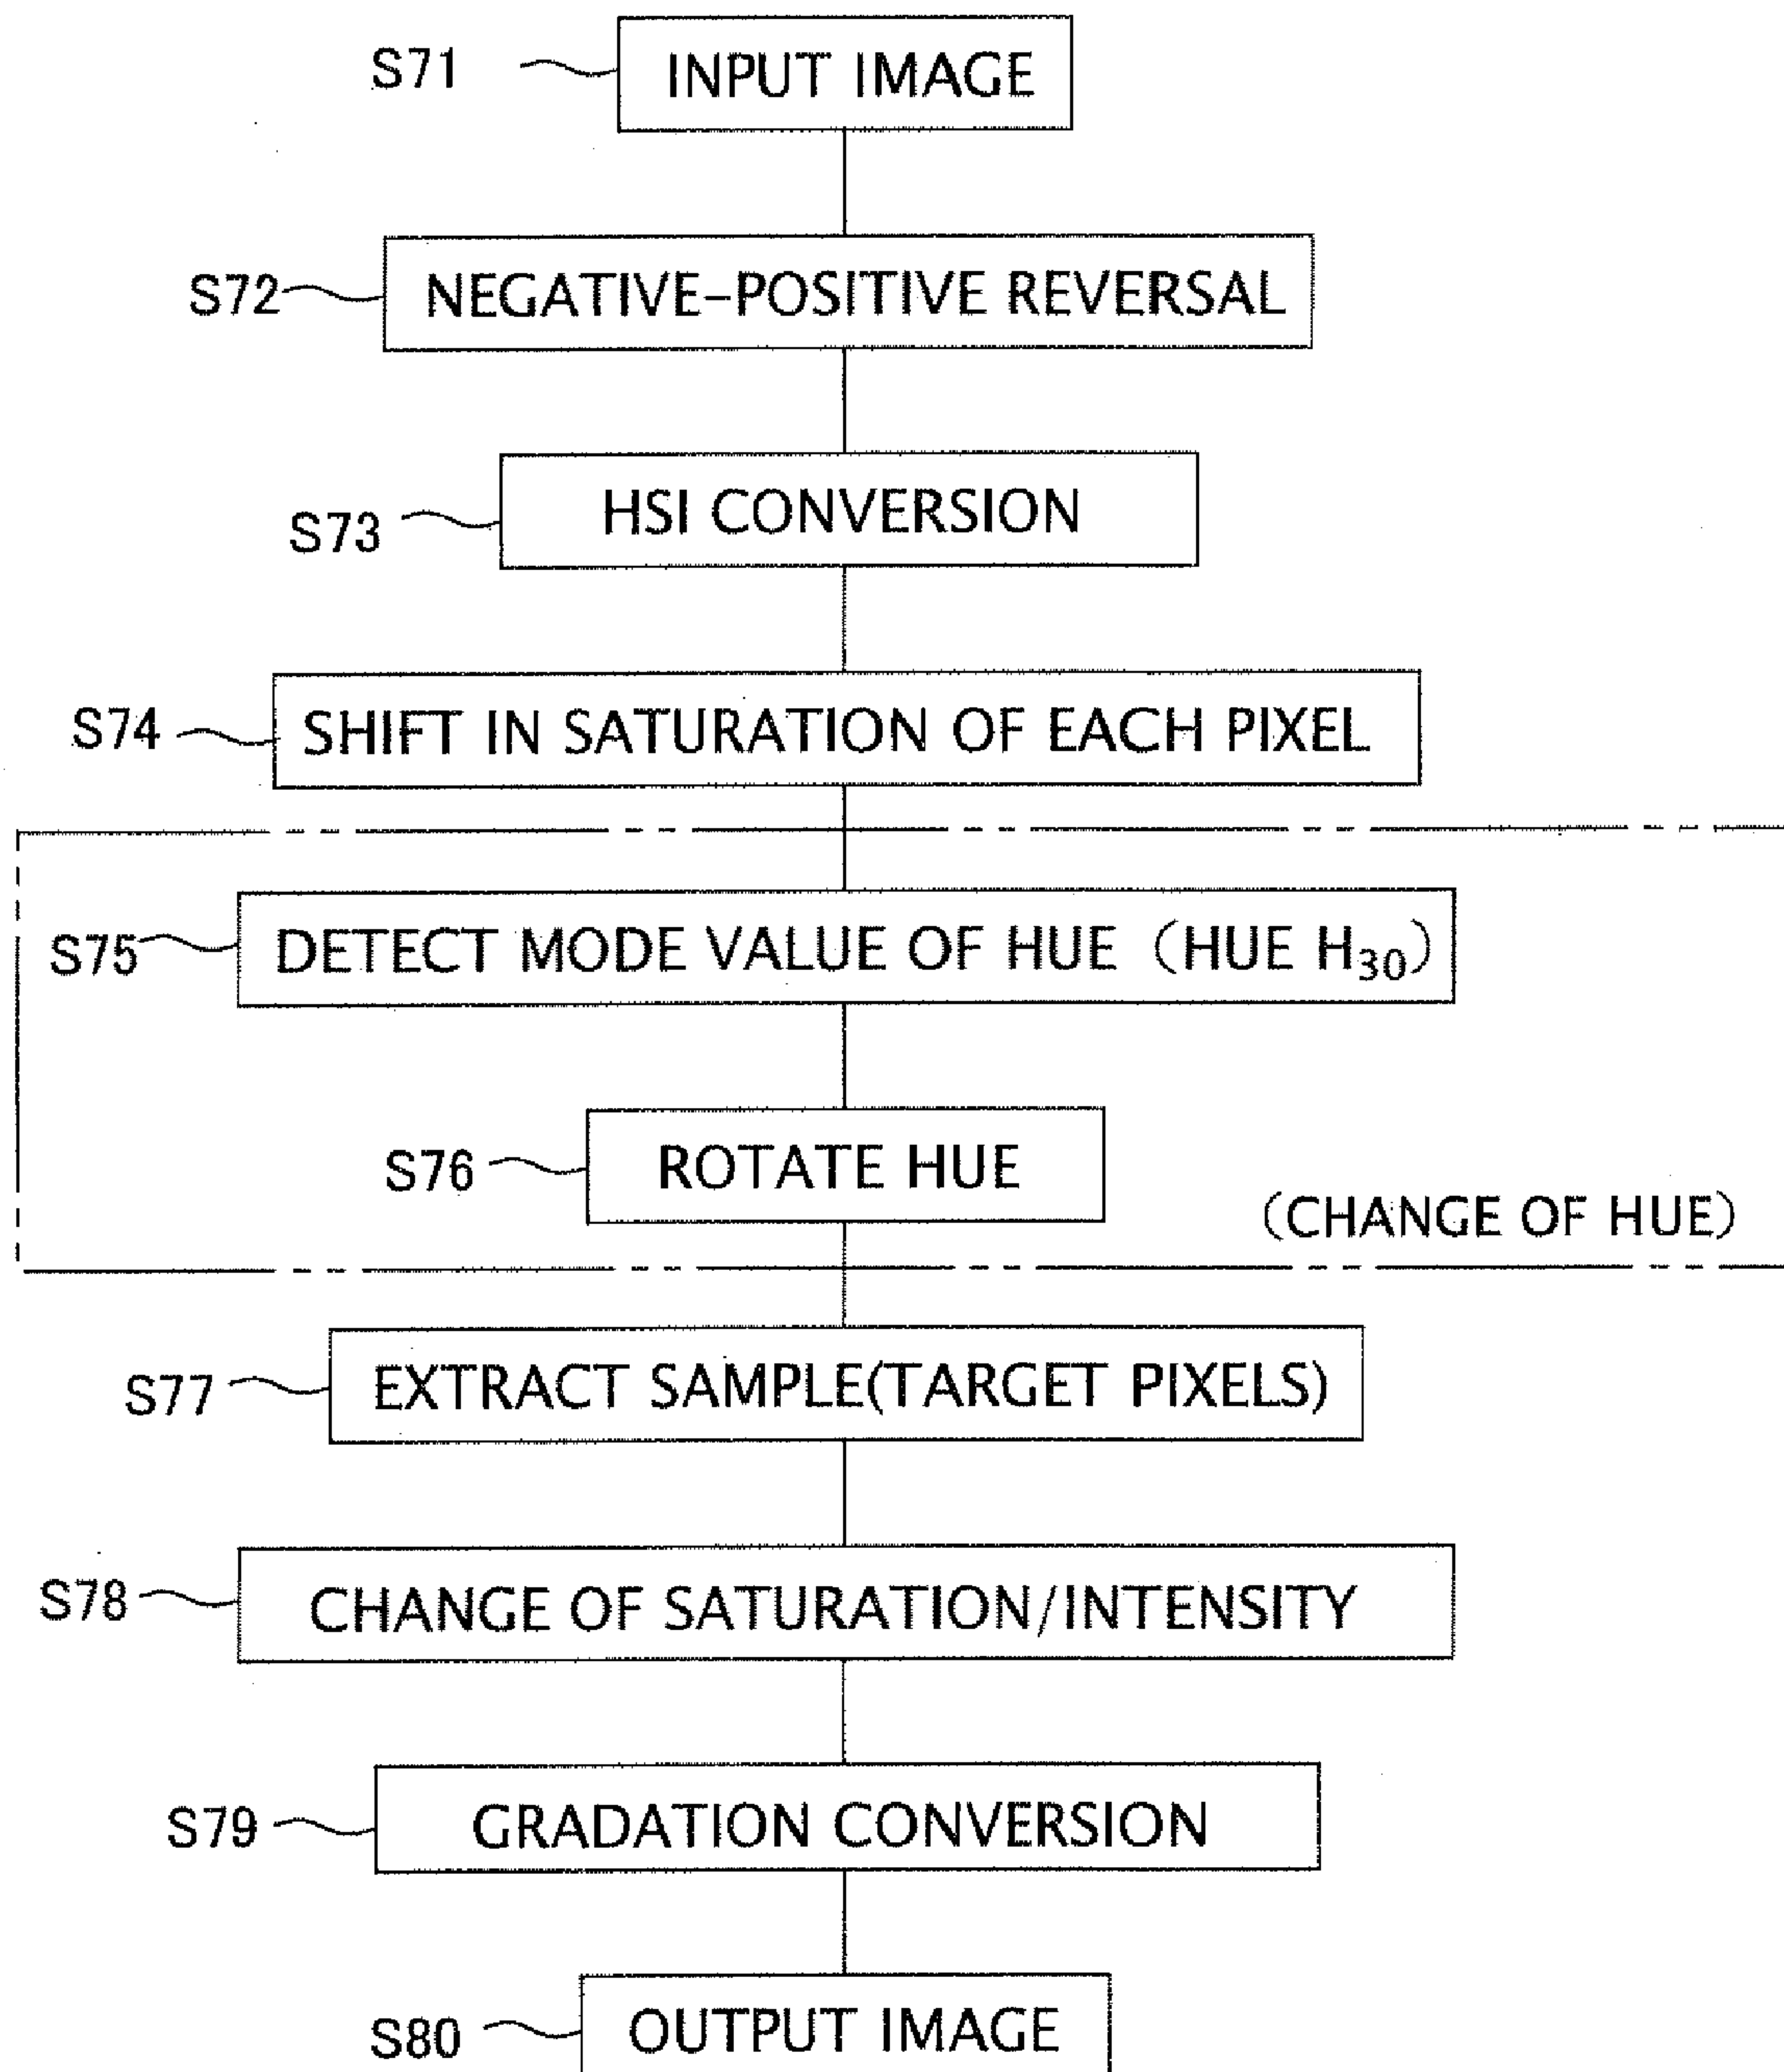 S71 INPUT IMAGE
S72 NEGATIVE-POSITIVE REVERSAL
S73 HSI CONVERSION
S74 SHIFT IN SATURATION OF EACH PIXEL
S75 DETECT MODE VALUE OF HUE (HUE H30)
S76 ROTATE HUE
(CHANGE OF HUE)
S77 EXTRACT SAMPLE(TARGET PIXELS)
S78 CHANGE OF SATURATION/INTENSITY
S79 GRADATION CONVERSION
S80 OUTPUT IMAGE